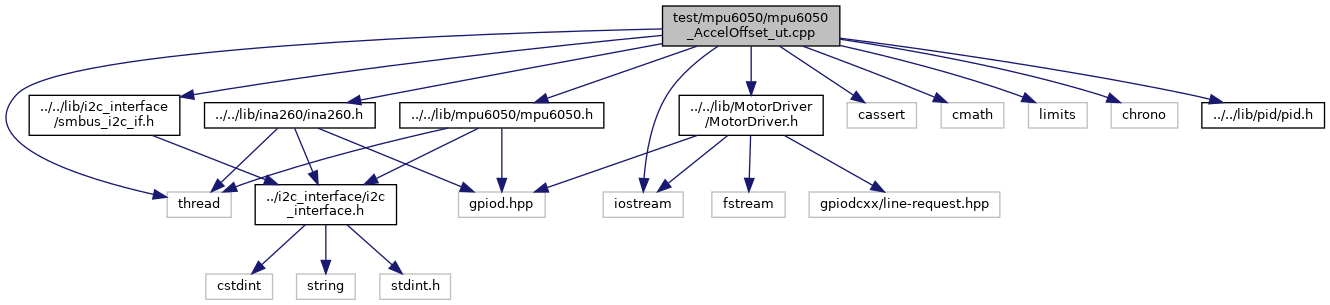 test/mpu6050/mpu6050
_AccelOffset_ut.cpp
../../lib/i2c_interface
/smbus_i2c_if.h
../../lib/ina260/ina260.h
../../lib/mpu6050/mpu6050.h
../../lib/MotorDriver
/MotorDriver.h
cassert
cmath
limits
chrono
../../lib/pid/pid.h
thread
../i2c_interface/i2c
_interface.h
gpiod.hpp
iostream
fstream
gpiodcxx/line-request.hpp
cstdint
string
stdint.h